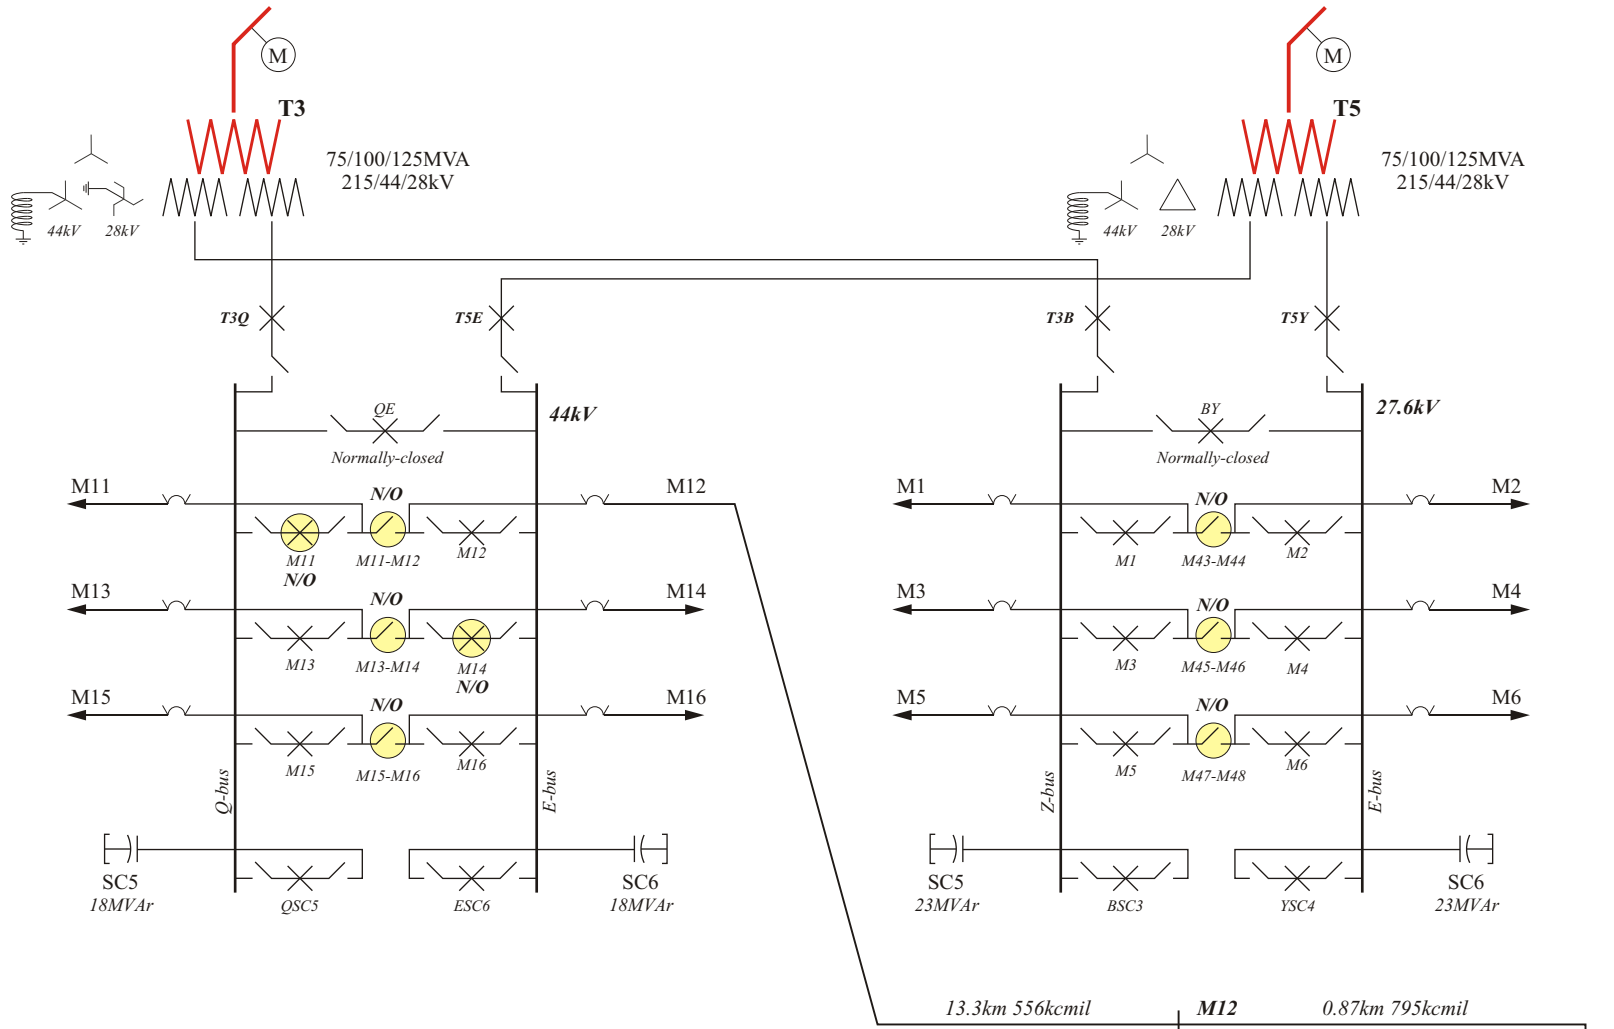 M
M
T3
T5
75/100/125MVA
215/44/28kV
75/100/125MVA
215/44/28kV
44kV
28kV
44kV
28kV
T3Q
T5E
T3B
T5Y
QE
44kV
BY
27.6kV
Normally-closed
Normally-closed
M11
N/O
M12
M1
N/O
M2
M11
N/O
M11-M12
M12
M1
M43-M44
M2
M13
N/O
M14
M3
N/O
M4
M13
M13-M14
M14
N/O
M3
M45-M46
M4
M15
N/O
M16
M5
N/O
M6
M15
M15-M16
M16
M5
M47-M48
M6
Q-bus
E-bus
Z-bus
E-bus
SC5
18MVAr
QSC5
ESC6
SC6
18MVAr
SC5
23MVAr
BSC3
YSC4
SC6
23MVAr
13.3km 556kcmil
M12
0.87km 795kcmil